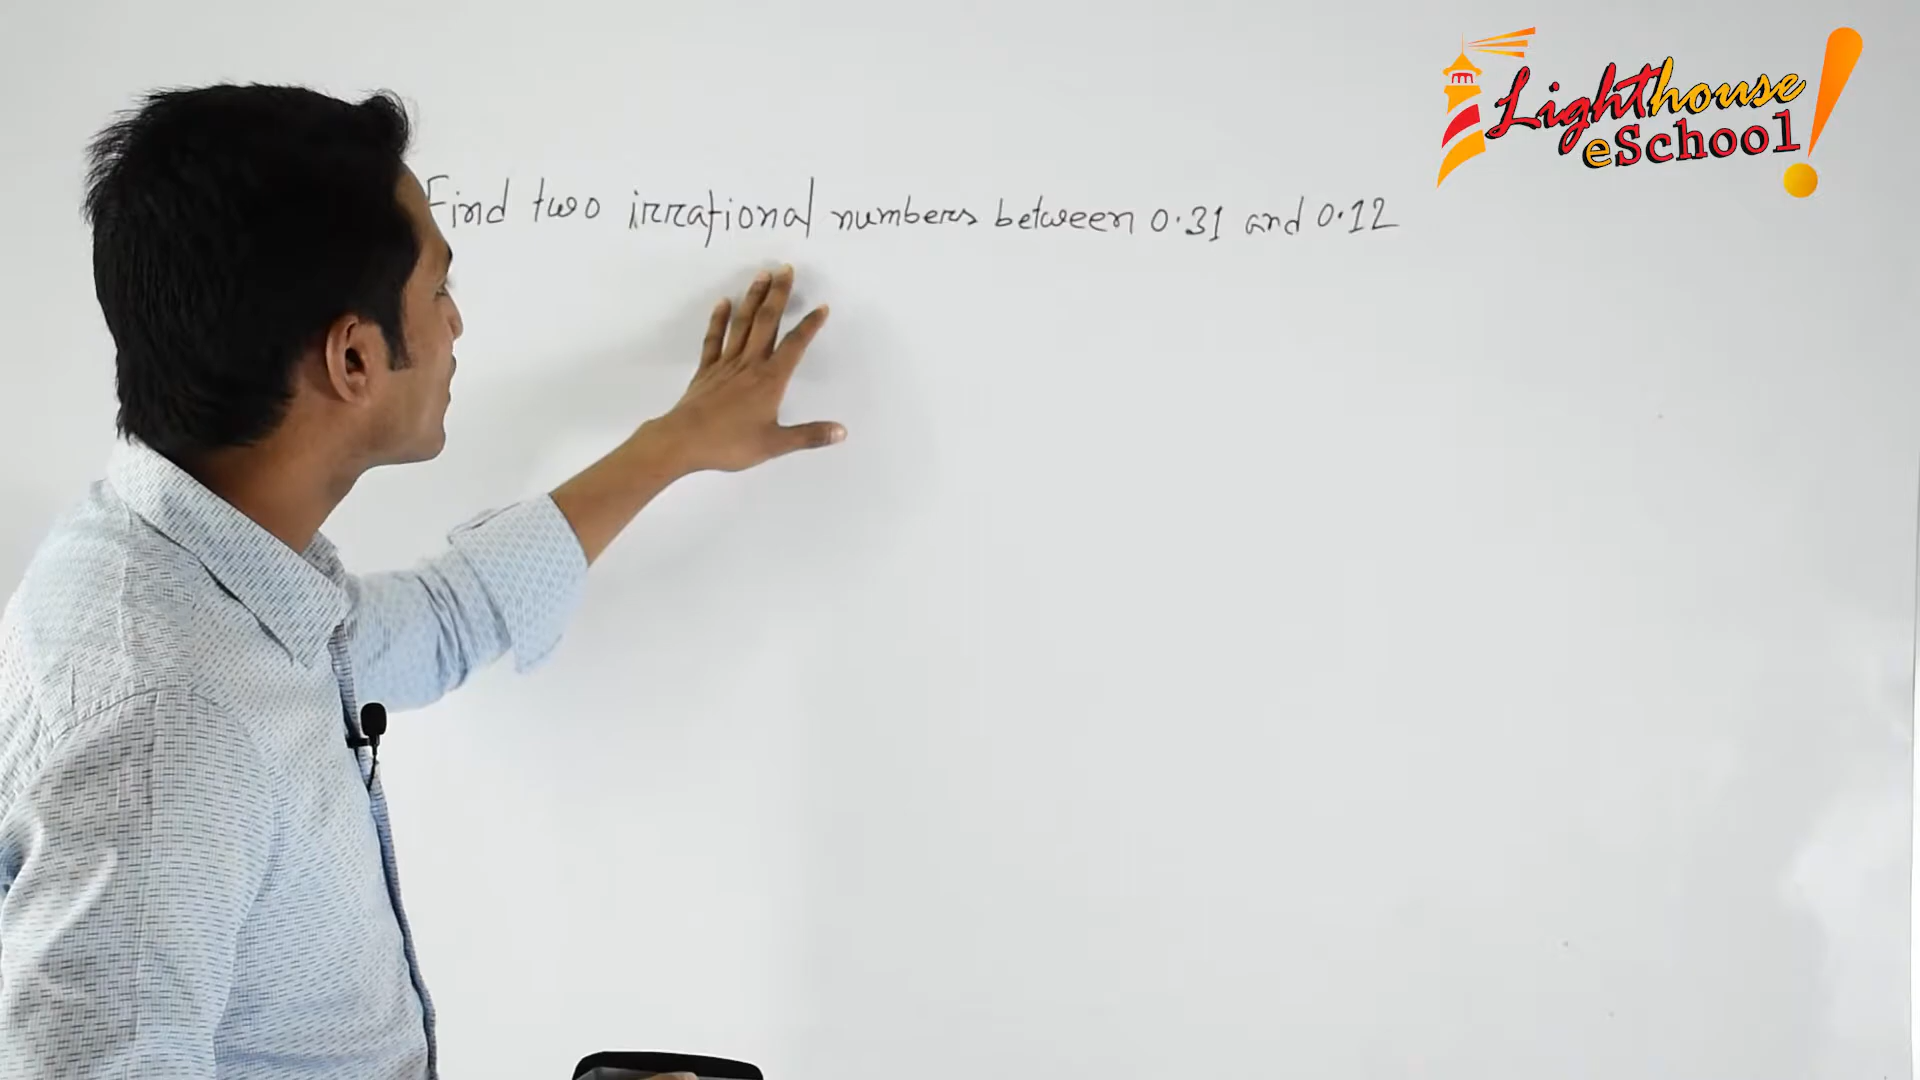 Lighthouse
eSchool!
Find two irrational numbers between 0.31 and 0.12